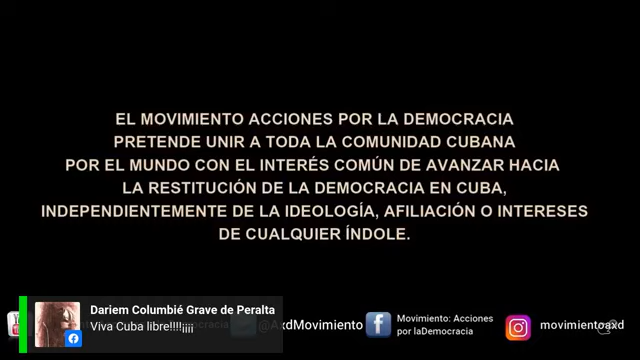 EL MOVIMIENTO ACCIONES POR LA DEMOCRACIA
PRETENDE UNIR A TODA LA COMUNIDAD CUBANA
POR EL MUNDO CON EL INTERÉS COMÚN DE AVANZAR HACIA
LA RESTITUCIÓN DE LA DEMOCRACIA EN CUBA,
INDEPENDIENTEMENTE DE LA IDEOLOGÍA, AFILIACIÓN O INTERESES
DE CUALQUIER ÍNDOLE.
Dariem Columbié Grave de Peralta
Viva Cuba libre!!!!¡¡¡¡
@AxdMovimiento
Movimiento: Acciones
por laDemocracia
movimientoaxd